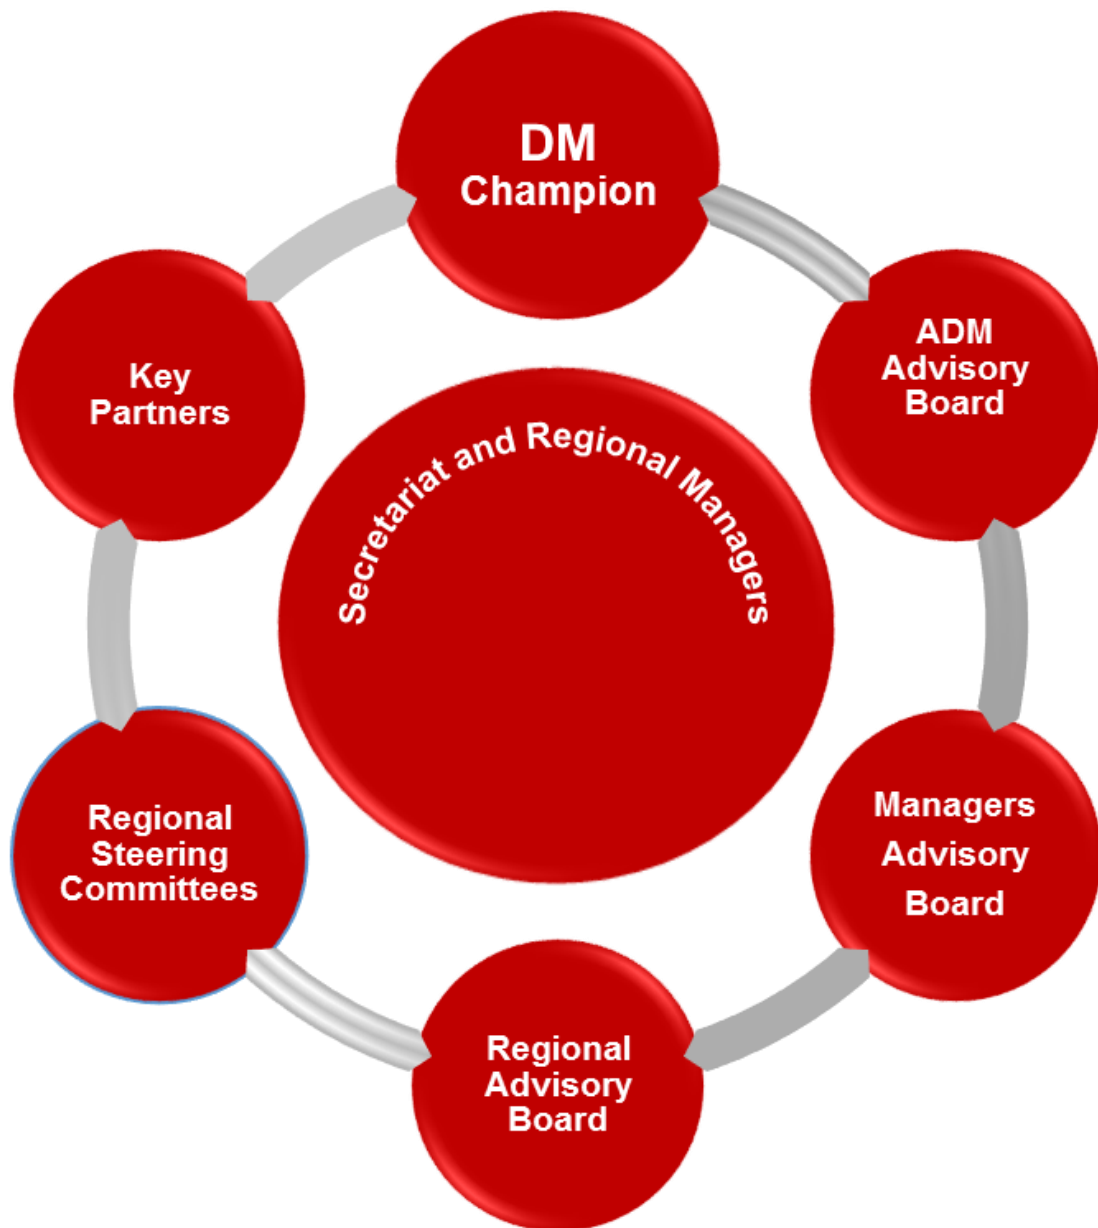 DM
Champion
ADM
Advisory
Board
Key
Partners
Secretariat and Regional Managers
Managers
Advisory
Board
Regional
Steering
Committees
Regional
Advisory
Board